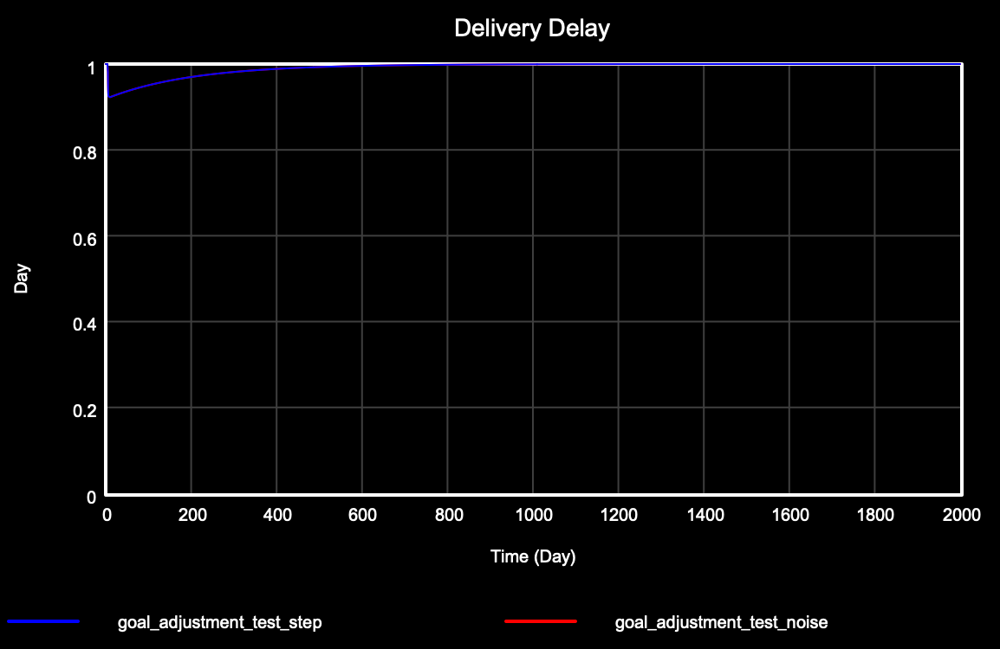 Delivery Delay
1
0.8
0.6
0.4
0.2
0
Day
0 200 400 600 800 1000 1200 1400 1600 1800 2000
Time (Day)
goal_adjustment_test_step goal_adjustment_test_noise